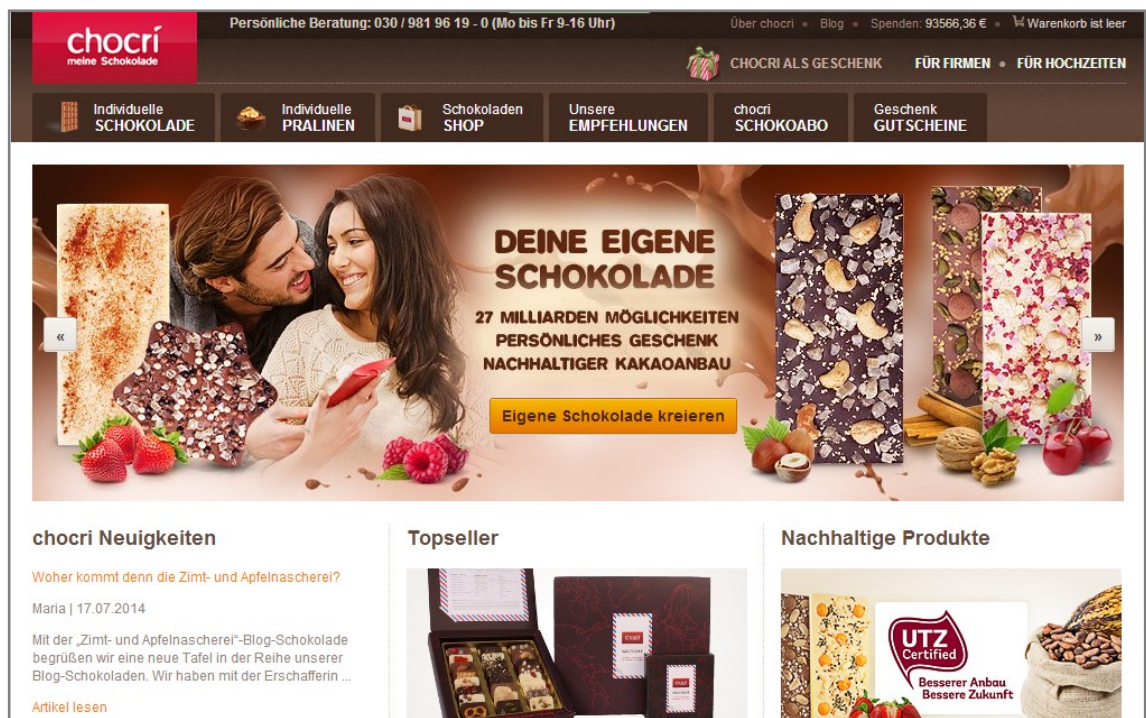 Persönliche Beratung: 030 / 981 96 19 - 0 (Mo bis Fr 9-16 Uhr)
Über chocri • Blog • Spenden: 93566,36 € • Warenkorb ist leer
chocrí
meine Schokolade
CHOCRI ALS GESCHENK FÜR FIRMEN • FÜR HOCHZEITEN
Individuelle
SCHOKOLADE
Individuelle
PRALINEN
Schokoladen
SHOP
Unsere
EMPFEHLUNGEN
chocri
SCHOKOABO
Geschenk
GUTSCHEINE
DEINE EIGENE
SCHOKOLADE
27 MILLIARDEN MÖGLICHKEITEN
PERSÖNLICHES GESCHENK
NACHHALTIGER KAKAOANBAU
«
»
Eigene Schokolade kreieren
chocri Neuigkeiten
Woher kommt denn die Zimt- und Apfelnascherei?
Maria | 17.07.2014
Mit der „Zimt- und Apfelnascherei“-Blog-Schokolade
begrüßen wir eine neue Tafel in der Reihe unserer
Blog-Schokoladen. Wir haben mit der Erschafferin ...
Artikel lesen
Topseller
chocrí
Nachhaltige Produkte
UTZ
Certified
Besserer Anbau
Bessere Zukunft